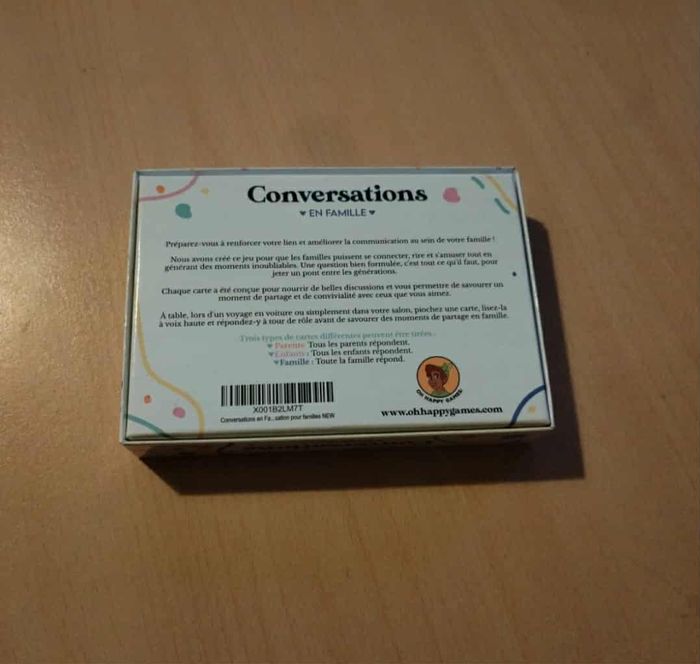 Conversations
♥ EN FAMILLE ♥
Préparez-vous à renforcer votre lien et améliorer la communication au sein de votre famille !
Nous avons créé ce jeu pour que les familles puissent se connecter, rire et s'amuser tout en
générant des moments inoubliables. Une question bien formulée, c'est tout ce qu'il faut, pour
jeter un pont entre les générations.
Chaque carte a été conçue pour nourrir de belles discussions et vous permettre de savourer un
moment de partage et de convivialité avec ceux que vous aimez.
À table, lors d'un voyage en voiture ou simplement dans votre salon, piochez une carte, lisez-la
à voix haute et répondez-y à tour de rôle avant de savourer des moments de partage en famille.
Trois types de cartes différentes peuvent être tirées :
♥ Parents: Tous les parents répondent.
♥ Enfants : Tous les enfants répondent.
♥ Famille : Toute la famille répond.
X001B2LM7T
Conversations en Fa...sation pour familles NEW
OH HAPPY GAMES
www.ohhappygames.com